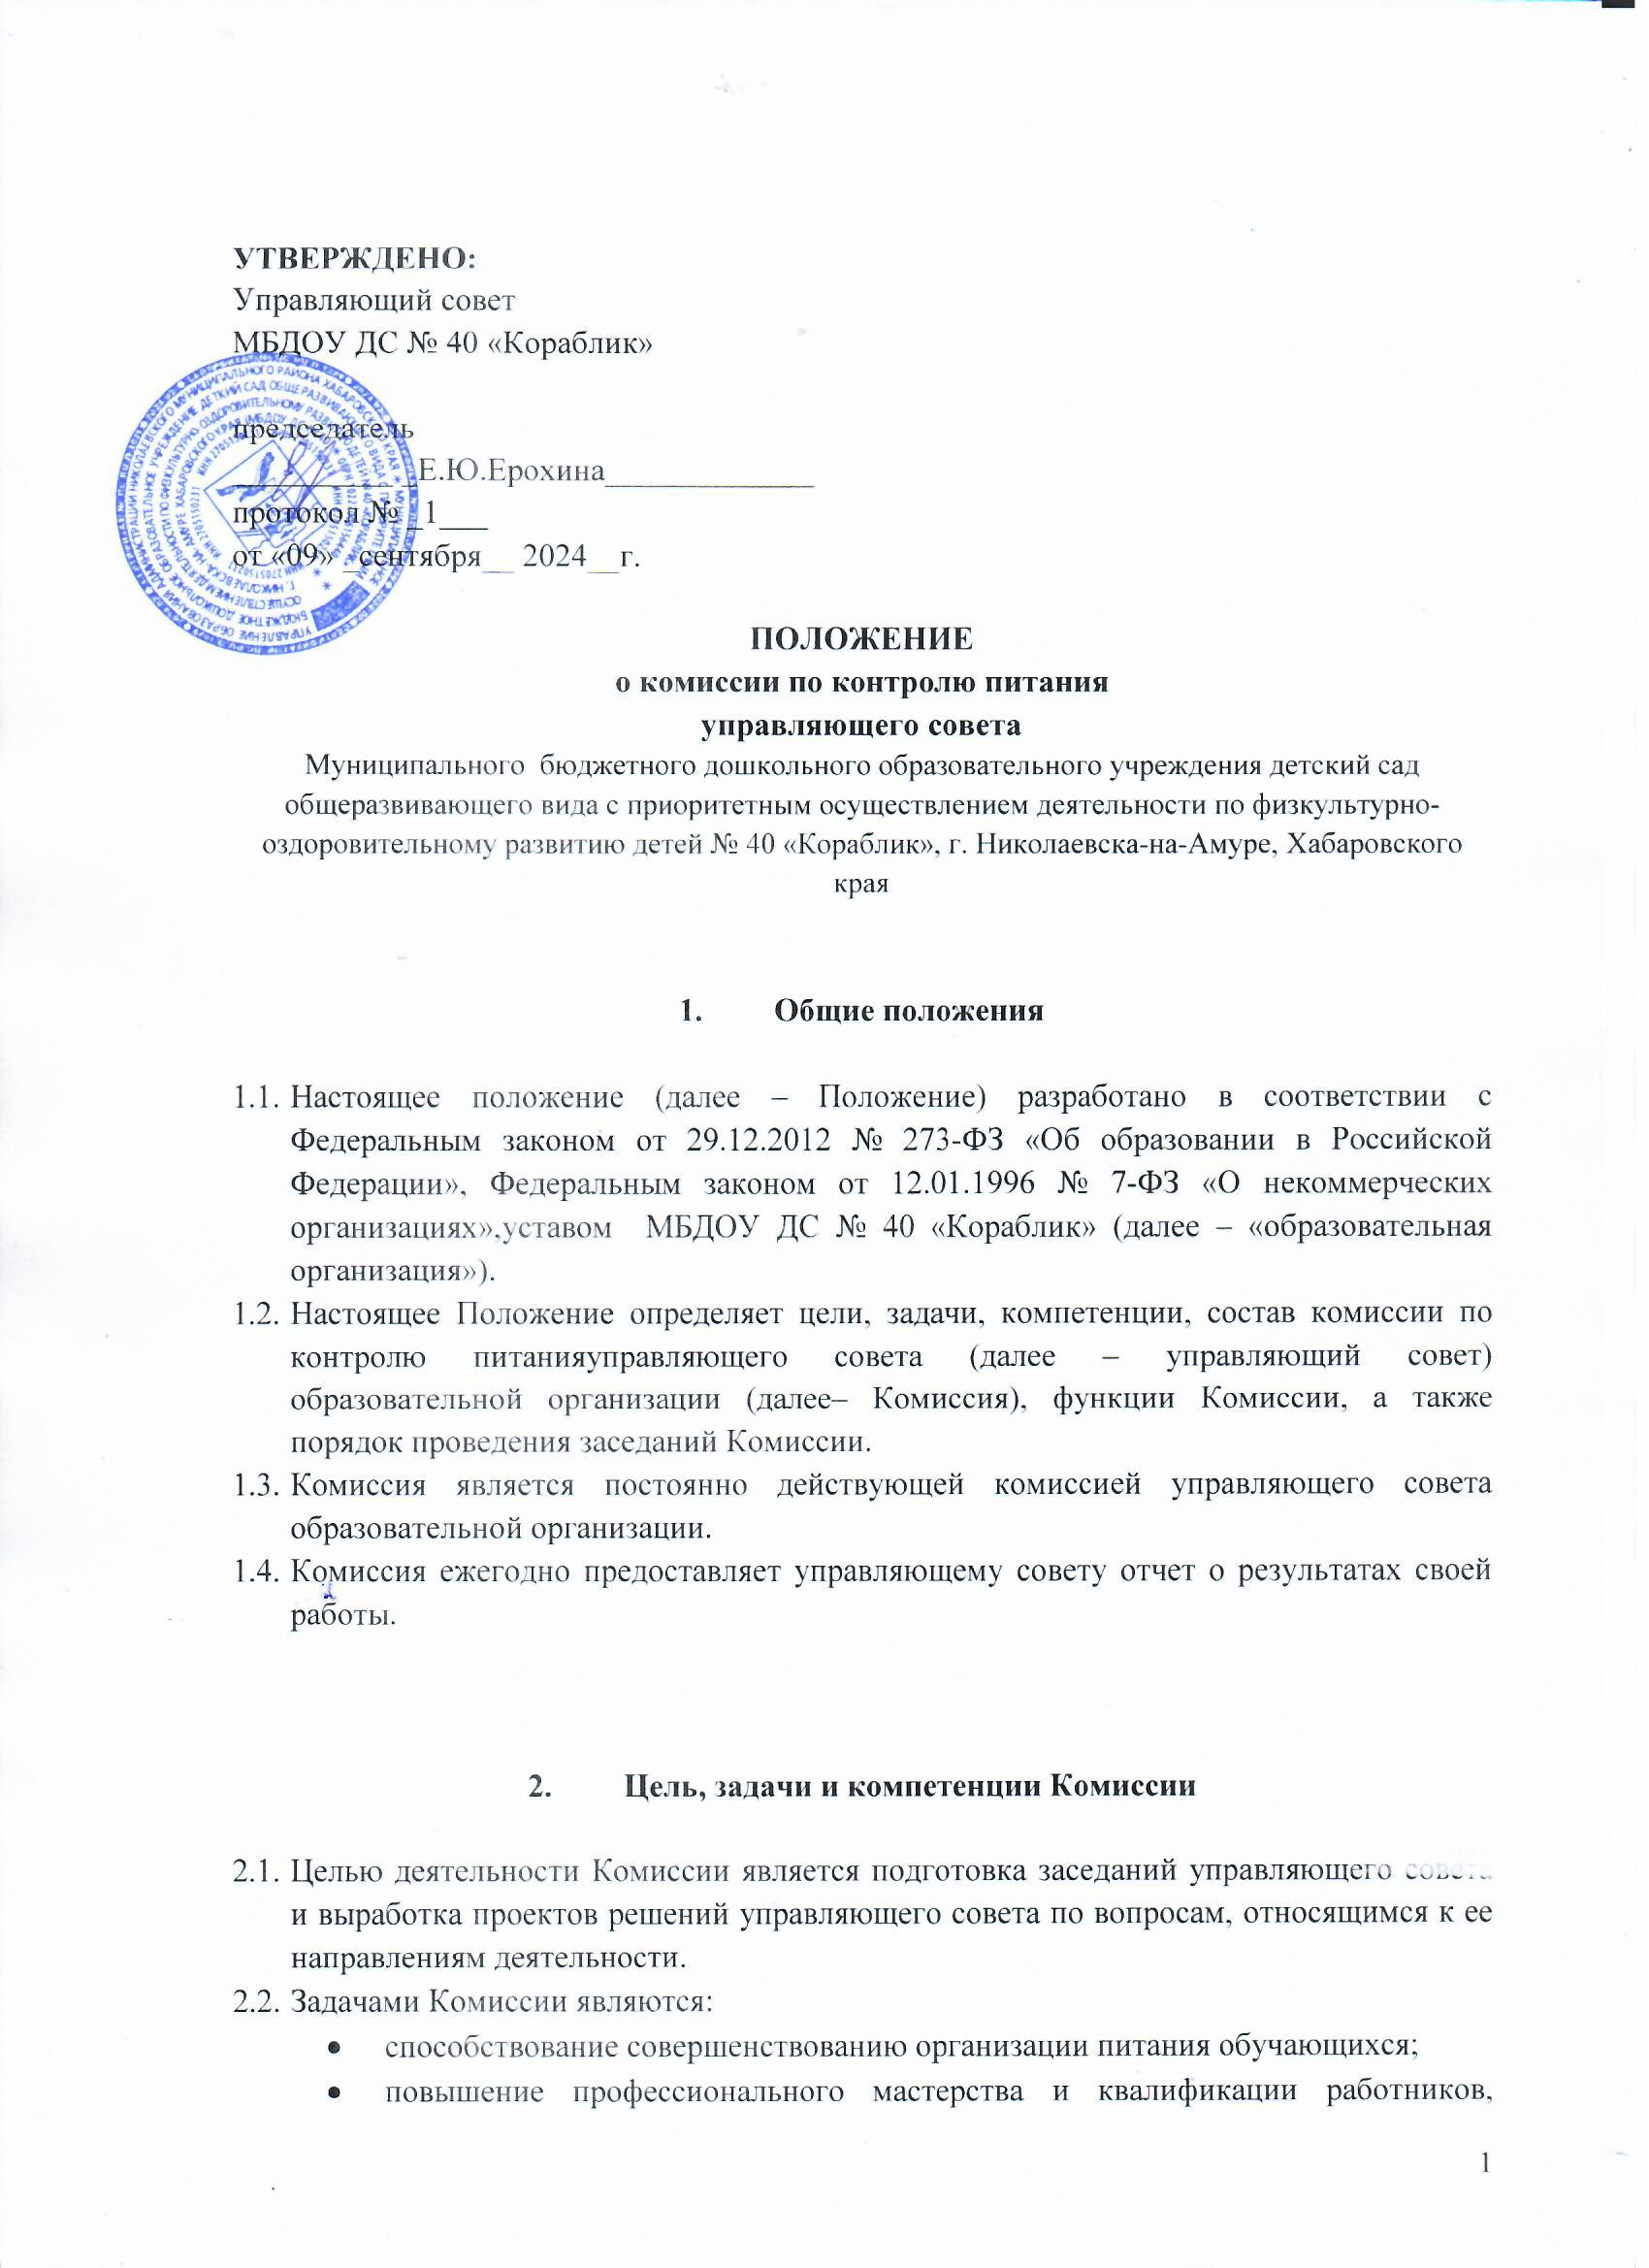 УТВЕРЖДЕНО:
Управляющий совет
МБДОУ ДС № 40 «Кораблик»
председатель
___________Е.Ю.Ерохина_____________
протокол № _1___
от «09» _сентября__ 2024__г.
ПОЛОЖЕНИЕ
о комиссии по контролю питания
управляющего совета
Муниципального бюджетного дошкольного образовательного учреждения детский сад
общеразвивающего вида с приоритетным осуществлением деятельности по физкультурно-
оздоровительному развитию детей № 40 «Кораблик», г. Николаевска-на-Амуре, Хабаровского
края
1. Общие положения
1.1. Настоящее положение (далее – Положение) разработано в соответствии с
Федеральным законом от 29.12.2012 № 273-ФЗ «Об образовании в Российской
Федерации», Федеральным законом от 12.01.1996 № 7-ФЗ «О некоммерческих
организациях»,уставом МБДОУ ДС № 40 «Кораблик» (далее – «образовательная
организация»).
1.2. Настоящее Положение определяет цели, задачи, компетенции, состав комиссии по
контролю питанияуправляющего совета (далее – управляющий совет)
образовательной организации (далее– Комиссия), функции Комиссии, а также
порядок проведения заседаний Комиссии.
1.3. Комиссия является постоянно действующей комиссией управляющего совета
образовательной организации.
1.4. Комиссия ежегодно предоставляет управляющему совету отчет о результатах своей
работы.
2. Цель, задачи и компетенции Комиссии
2.1. Целью деятельности Комиссии является подготовка заседаний управляющего совета
и выработка проектов решений управляющего совета по вопросам, относящимся к ее
направлениям деятельности.
2.2. Задачами Комиссии являются:
• способствование совершенствованию организации питания обучающихся;
• повышение профессионального мастерства и квалификации работников,
1